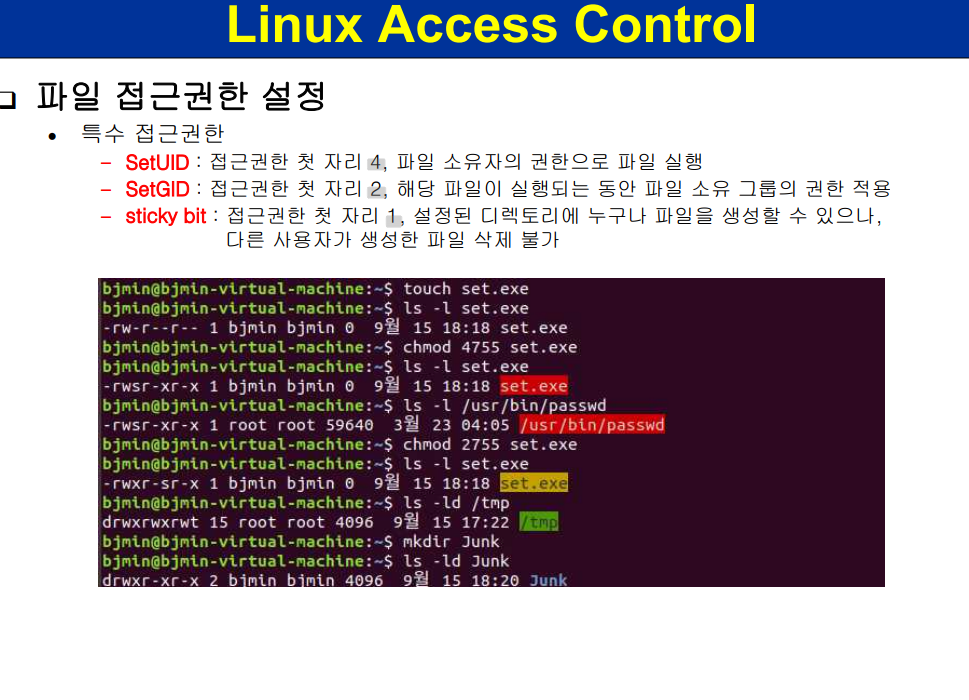 Linux Access Control
파일 접근권한 설정
• 특수 접근권한
– SetUID : 접근권한 첫 자리 4, 파일 소유자의 권한으로 파일 실행
– SetGID : 접근권한 첫 자리 2, 해당 파일이 실행되는 동안 파일 소유 그룹의 권한 적용
– sticky bit : 접근권한 첫 자리 1, 설정된 디렉토리에 누구나 파일을 생성할 수 있으나,
다른 사용자가 생성한 파일 삭제 불가
bjmin@bjmin-virtual-machine:~$ touch set.exe
bjmin@bjmin-virtual-machine:~$ ls -l set.exe
-rw-r--r-- 1 bjmin bjmin 0 9월 15 18:18 set.exe
bjmin@bjmin-virtual-machine:~$ chmod 4755 set.exe
bjmin@bjmin-virtual-machine:~$ ls -l set.exe
-rwsr-xr-x 1 bjmin bjmin 0 9월 15 18:18 set.exe
bjmin@bjmin-virtual-machine:~$ ls -l /usr/bin/passwd
-rwsr-xr-x 1 root root 59640 3월 23 04:05 /usr/bin/passwd
bjmin@bjmin-virtual-machine:~$ chmod 2755 set.exe
bjmin@bjmin-virtual-machine:~$ ls -l set.exe
-rwxr-sr-x 1 bjmin bjmin 0 9월 15 18:18 set.exe
bjmin@bjmin-virtual-machine:~$ ls -ld /tmp
drwxrwxrwt 15 root root 4096 9월 15 17:22 /tmp
bjmin@bjmin-virtual-machine:~$ mkdir Junk
bjmin@bjmin-virtual-machine:~$ ls -ld Junk
drwxr-xr-x 2 bjmin bjmin 4096 9월 15 18:20 Junk